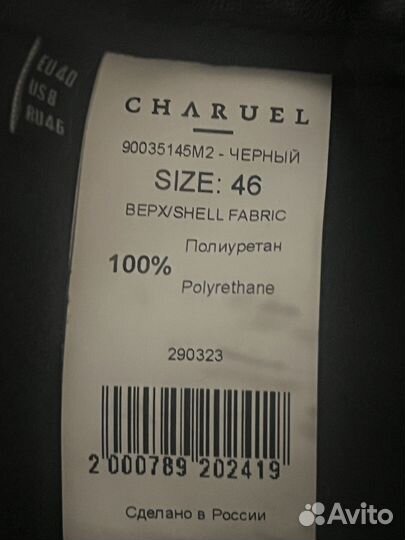 EU40
US8
RU46
CHARUEL
90035145M2 - ЧЕРНЫЙ
SIZE: 46
ВЕРХ/SHELL FABRIC
Полиуретан
100%
Polyrethane
290323
2 000789 202419
Сделано в России
Avito